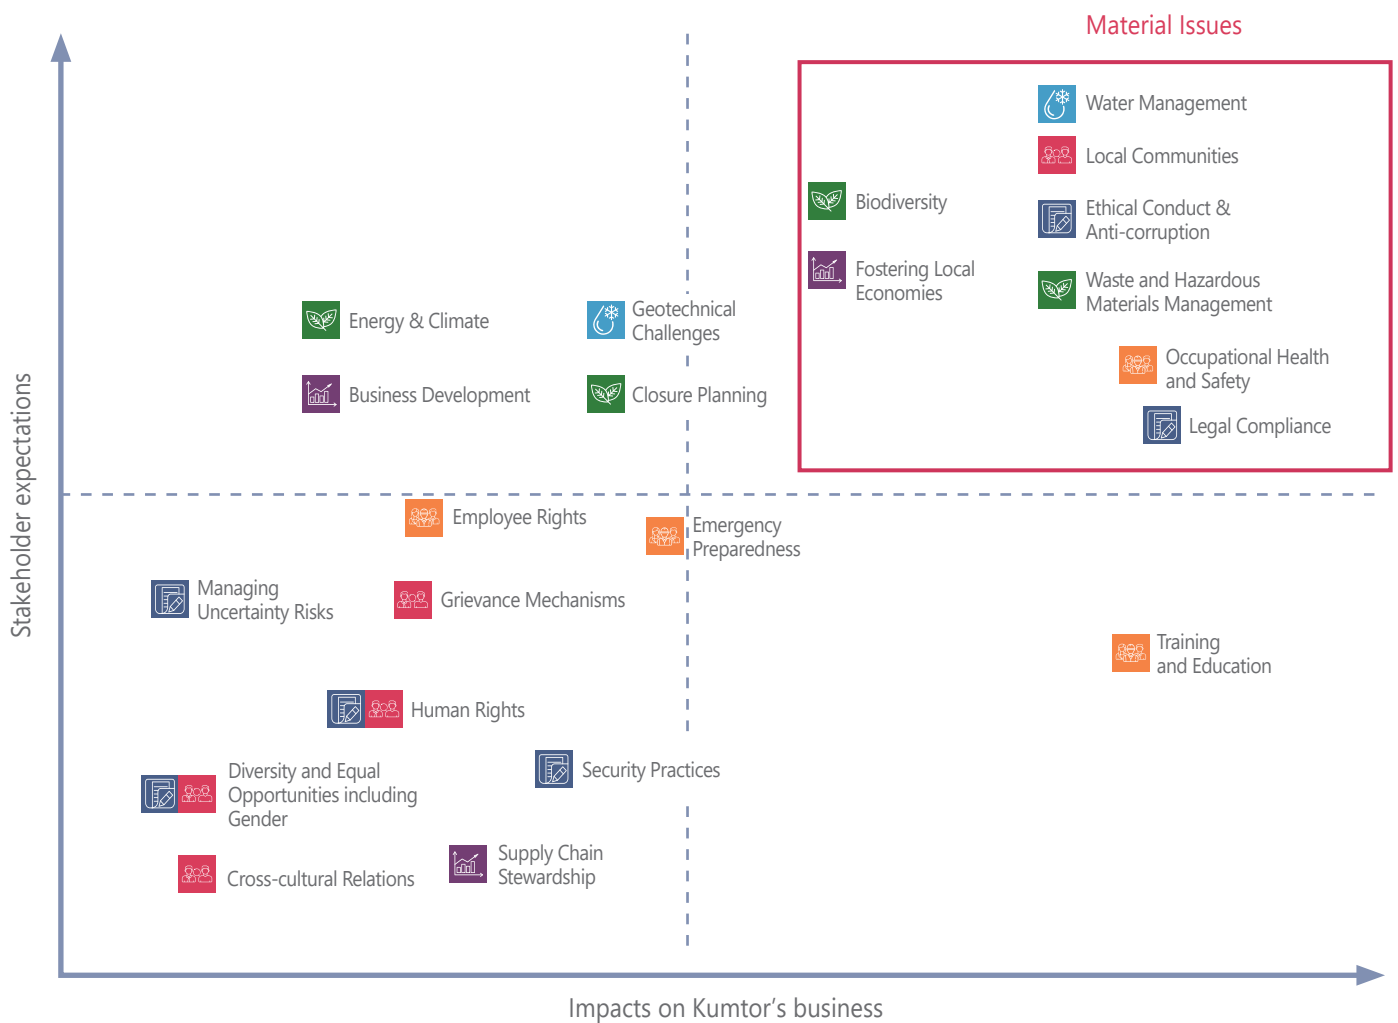 Material Issues
Water Management
Local Communities
Biodiversity
Ethical Conduct &
Anti-corruption
Fostering Local
Economies
Waste and Hazardous
Materials Management
Energy & Climate
Geotechnical
Challenges
Occupational Health
and Safety
Business Development
Closure Planning
Legal Compliance
Stakeholder expectations
Employee Rights
Emergency
Preparedness
Managing
Uncertainty Risks
Grievance Mechanisms
Training
and Education
Human Rights
Security Practices
Diversity and Equal
Opportunities including
Gender
Supply Chain
Stewardship
Cross-cultural Relations
Impacts on Kumtor’s business